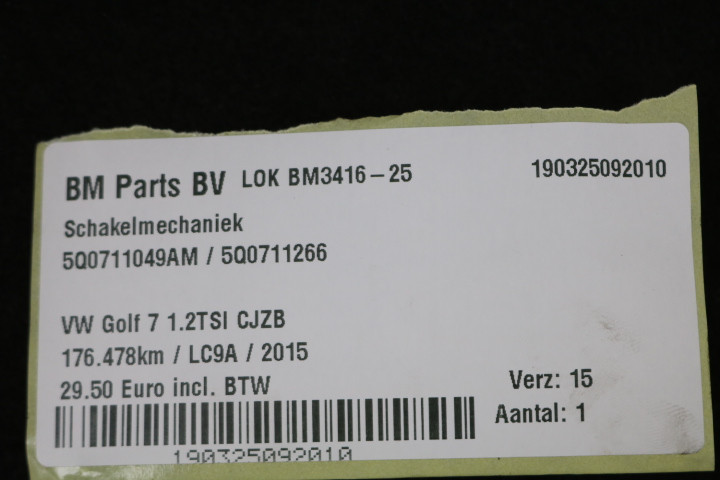 BM Parts BV LOK BM3416-25 190325092010
Schakelmechaniek
5Q0711049AM / 5Q0711266
VW Golf 7 1.2TSI CJZB
176.478km / LC9A / 2015
29.50 Euro incl. BTW Verz: 15
Aantal: 1
190325092010